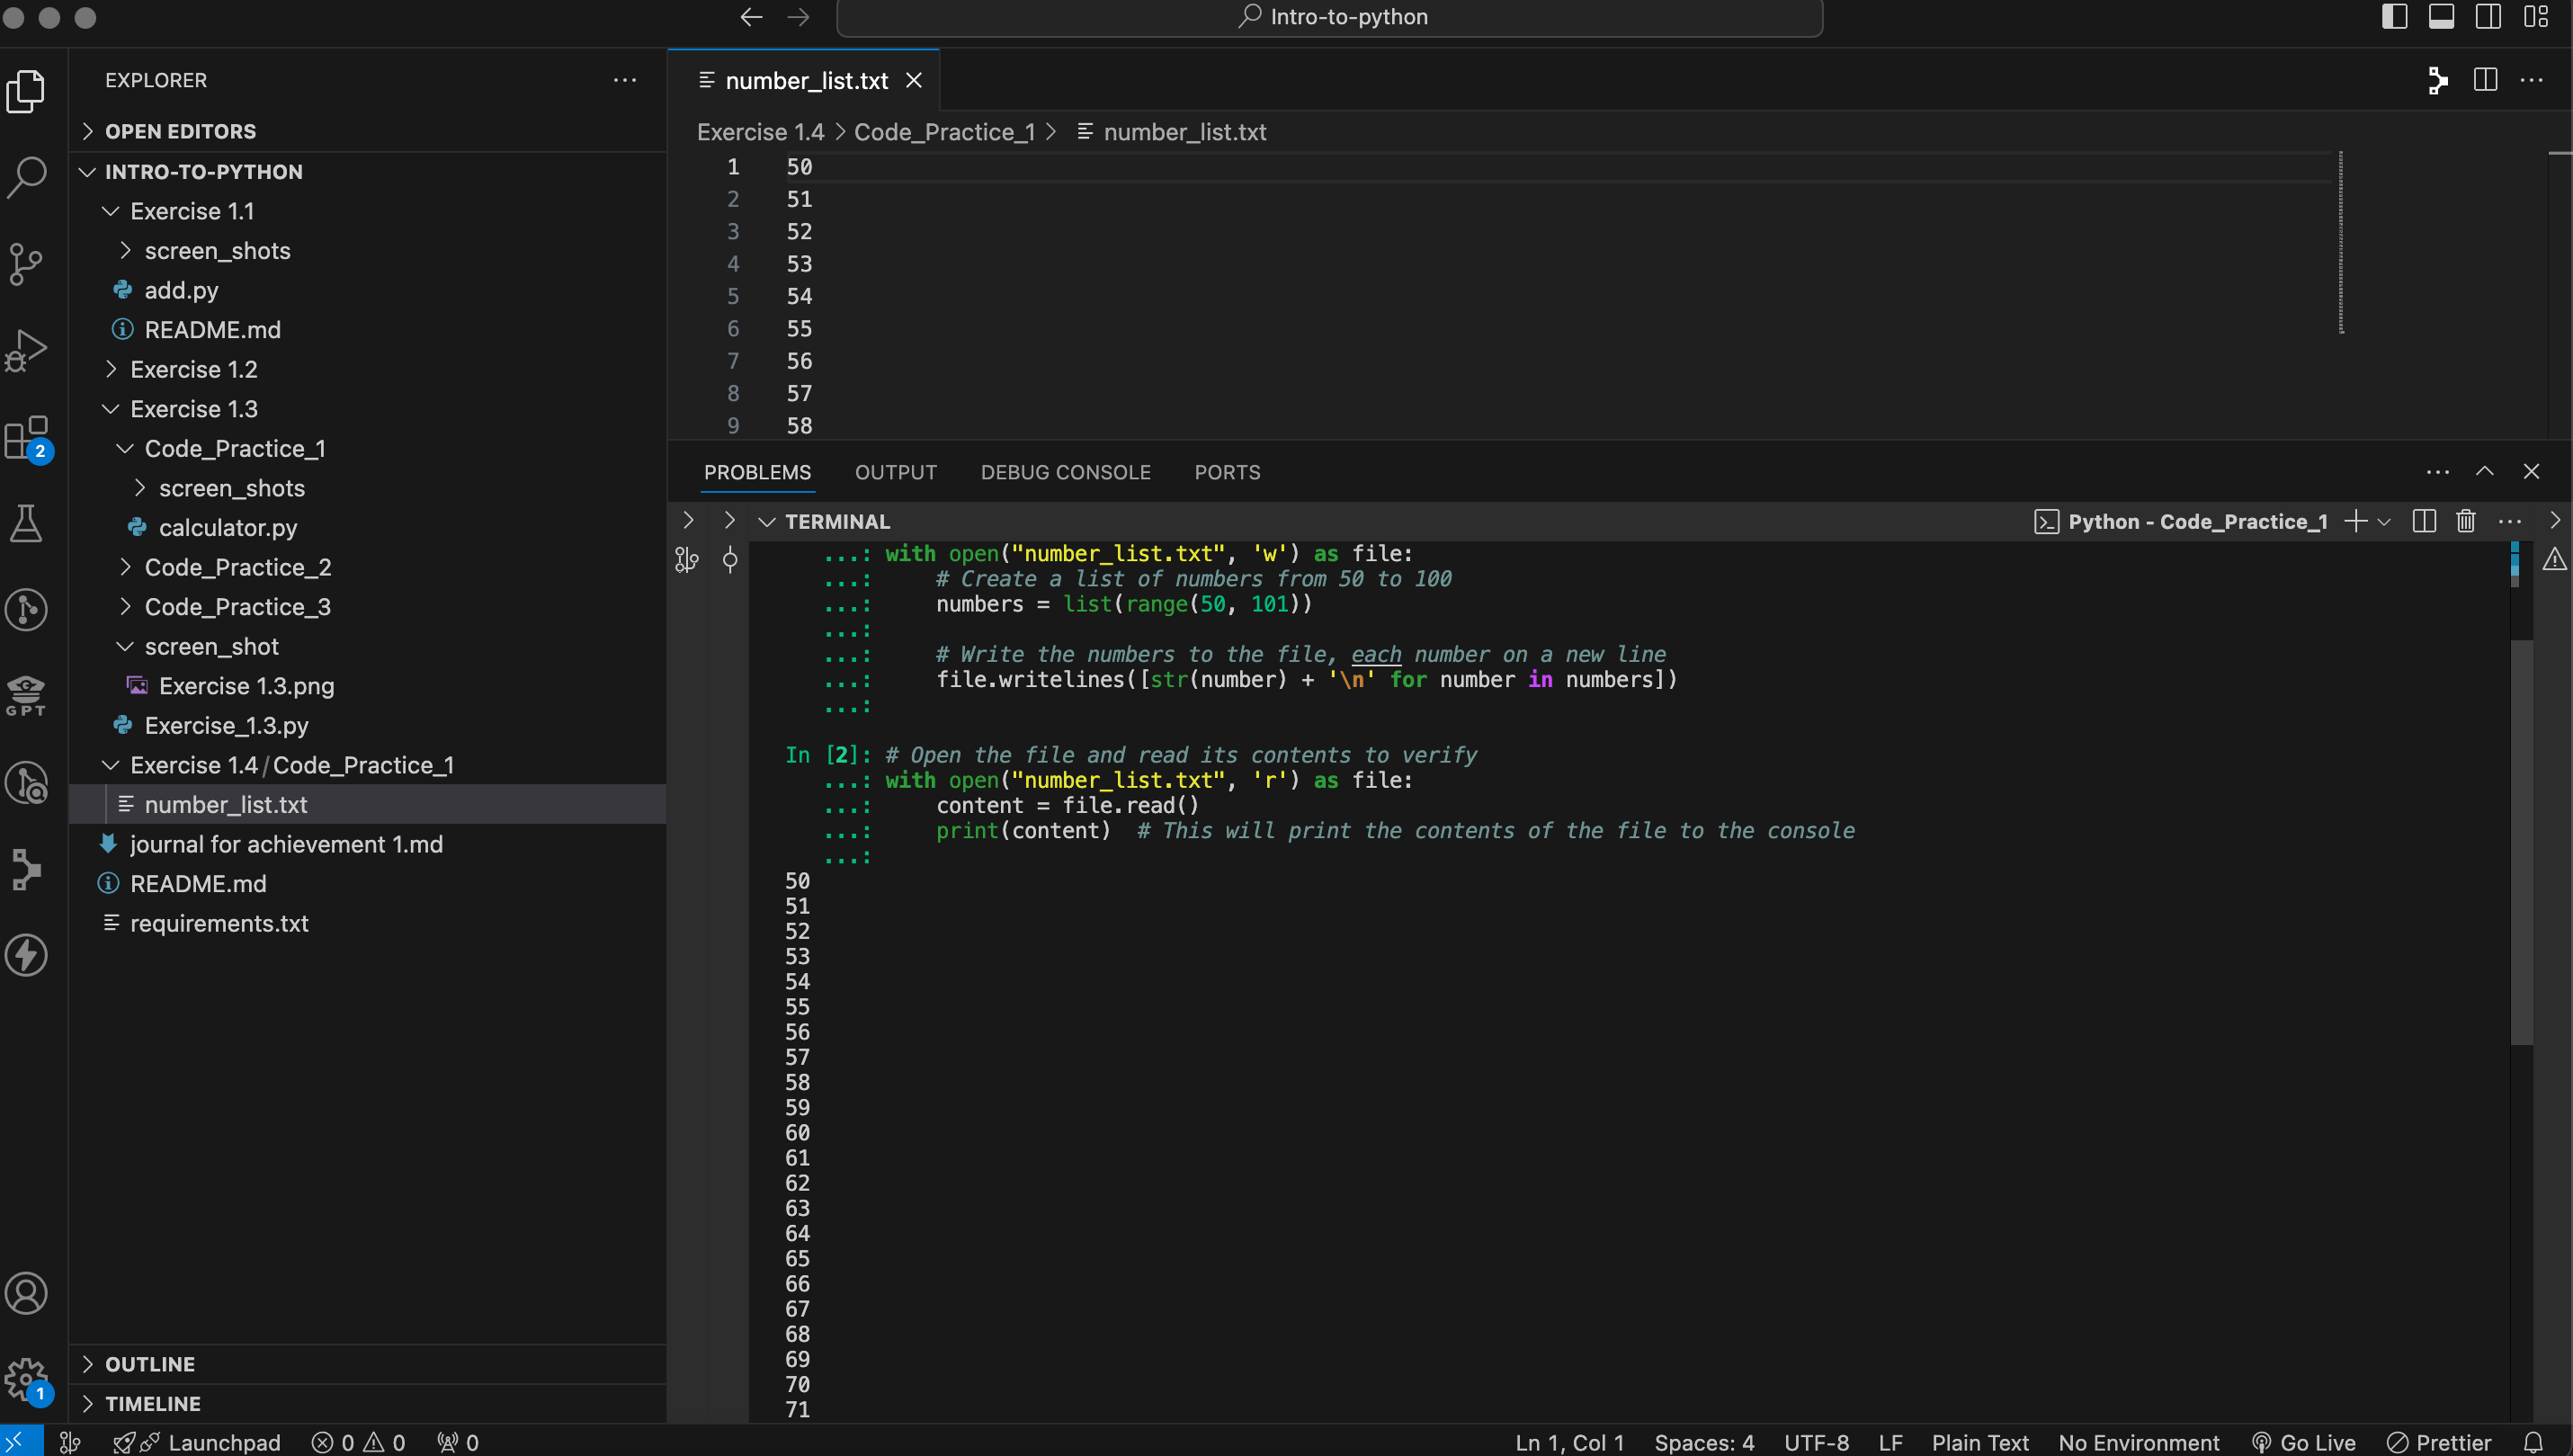 Intro-to-python
EXPLORER
OPEN EDITORS
INTRO-TO-PYTHON
Exercise 1.1
screen_shots
add.py
README.md
Exercise 1.2
Exercise 1.3
Code_Practice_1
screen_shots
calculator.py
Code_Practice_2
Code_Practice_3
screen_shot
Exercise 1.3.png
Exercise_1.3.py
Exercise 1.4/Code_Practice_1
number_list.txt
journal for achievement 1.md
README.md
requirements.txt
OUTLINE
TIMELINE
2
GPT
1
number_list.txt
Exercise 1.4 > Code_Practice_1 > number_list.txt
1 50
2 51
3 52
4 53
5 54
6 55
7 56
8 57
9 58
PROBLEMS OUTPUT DEBUG CONSOLE PORTS
TERMINAL Python - Code_Practice_1
...: with open("number_list.txt", 'w') as file:
...:     # Create a list of numbers from 50 to 100
...:     numbers = list(range(50, 101))
...:
...:     # Write the numbers to the file, each number on a new line
...:     file.writelines([str(number) + '\n' for number in numbers])
...:
In [2]: # Open the file and read its contents to verify
...: with open("number_list.txt", 'r') as file:
...:     content = file.read()
...:     print(content)  # This will print the contents of the file to the console
...:
50
51
52
53
54
55
56
57
58
59
60
61
62
63
64
65
66
67
68
69
70
71
Launchpad 0 0 0 Ln 1, Col 1 Spaces: 4 UTF-8 LF Plain Text No Environment Go Live Prettier